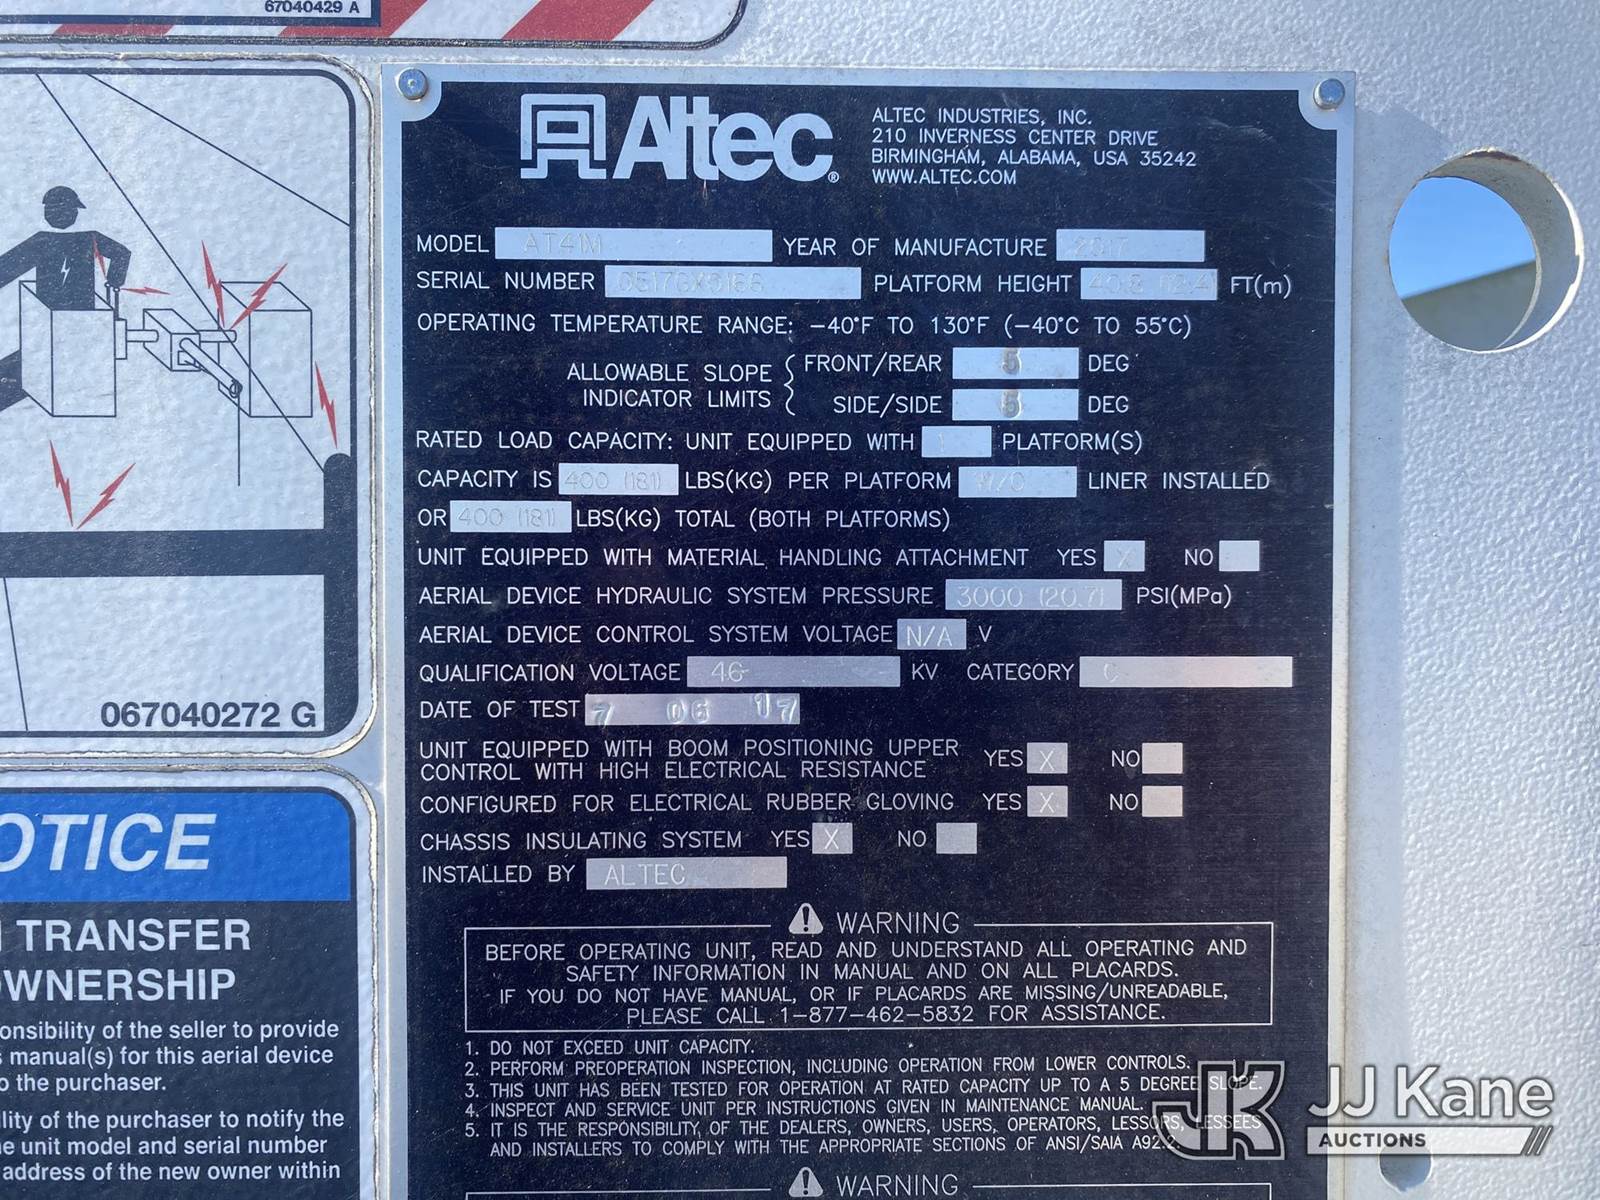 67040429 A
Altec®
ALTEC INDUSTRIES, INC.
210 INVERNESS CENTER DRIVE
BIRMINGHAM, ALABAMA, USA 35242
WWW.ALTEC.COM
MODEL AT41M YEAR OF MANUFACTURE 2017
SERIAL NUMBER 0517GX0166 PLATFORM HEIGHT 40.8 (12.4) FT(m)
OPERATING TEMPERATURE RANGE: -40°F TO 130°F (-40°C TO 55°C)
ALLOWABLE SLOPE INDICATOR LIMITS
FRONT/REAR 5 DEG
SIDE/SIDE 5 DEG
RATED LOAD CAPACITY: UNIT EQUIPPED WITH 1 PLATFORM(S)
CAPACITY IS 400 (181) LBS(KG) PER PLATFORM W/O LINER INSTALLED
OR 400 (181) LBS(KG) TOTAL (BOTH PLATFORMS)
UNIT EQUIPPED WITH MATERIAL HANDLING ATTACHMENT YES X NO
AERIAL DEVICE HYDRAULIC SYSTEM PRESSURE 3000 (20.7) PSI(MPa)
AERIAL DEVICE CONTROL SYSTEM VOLTAGE N/A V
QUALIFICATION VOLTAGE 46 KV CATEGORY C
DATE OF TEST 7 06 17
UNIT EQUIPPED WITH BOOM POSITIONING UPPER
CONTROL WITH HIGH ELECTRICAL RESISTANCE YES X NO
CONFIGURED FOR ELECTRICAL RUBBER GLOVING YES X NO
CHASSIS INSULATING SYSTEM YES X NO
INSTALLED BY ALTEC
WARNING
BEFORE OPERATING UNIT, READ AND UNDERSTAND ALL OPERATING AND
SAFETY INFORMATION IN MANUAL AND ON ALL PLACARDS.
IF YOU DO NOT HAVE MANUAL, OR IF PLACARDS ARE MISSING/UNREADABLE,
PLEASE CALL 1-877-462-5832 FOR ASSISTANCE.
1. DO NOT EXCEED UNIT CAPACITY.
2. PERFORM PREOPERATION INSPECTION, INCLUDING OPERATION FROM LOWER CONTROLS.
3. THIS UNIT HAS BEEN TESTED FOR OPERATION AT RATED CAPACITY UP TO A 5 DEGREE SLOPE.
4. INSPECT AND SERVICE UNIT PER INSTRUCTIONS GIVEN IN MAINTENANCE MANUAL.
5. IT IS THE RESPONSIBILITY OF THE DEALERS, OWNERS, USERS, OPERATORS, LESSORS, LESSEES
AND INSTALLERS TO COMPLY WITH THE APPROPRIATE SECTIONS OF ANSI/SAIA A92.2.
WARNING
067040272 G
OTICE
TRANSFER
OWNERSHIP
onsibility of the seller to provide
s manual(s) for this aerial device
o the purchaser.
ility of the purchaser to notify the
e unit model and serial number
address of the new owner within
JK JJ Kane
AUCTIONS